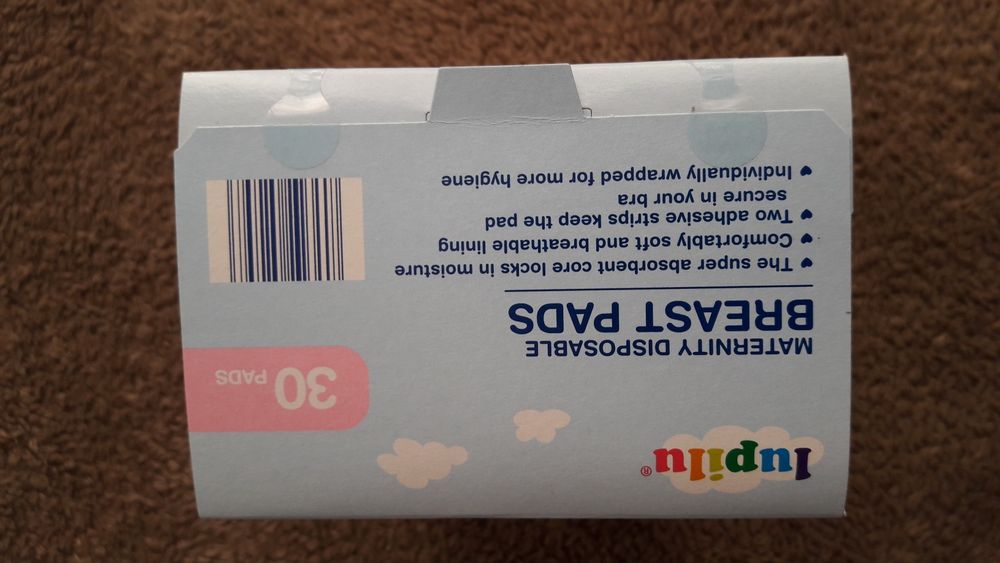 lupilu®
MATERNITY DISPOSABLE
BREAST PADS
30 PADS
The super absorbent core locks in moisture
Comfortably soft and breathable lining
Two adhesive strips keep the pad
secure in your bra
Individually wrapped for more hygiene